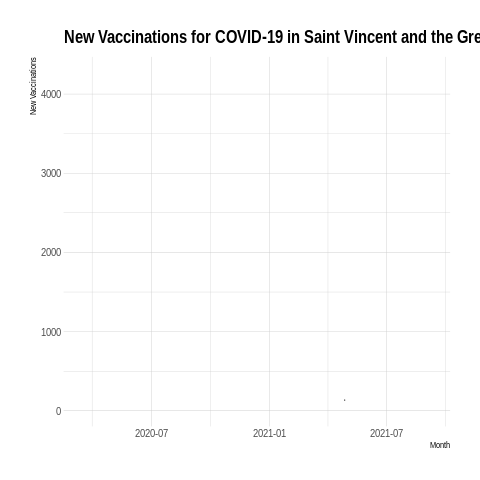 New Vaccinations for COVID-19 in Saint Vincent and the Gre
New Vaccinations
4000
3000
2000
1000
0
2020-07 2021-01 2021-07
Month